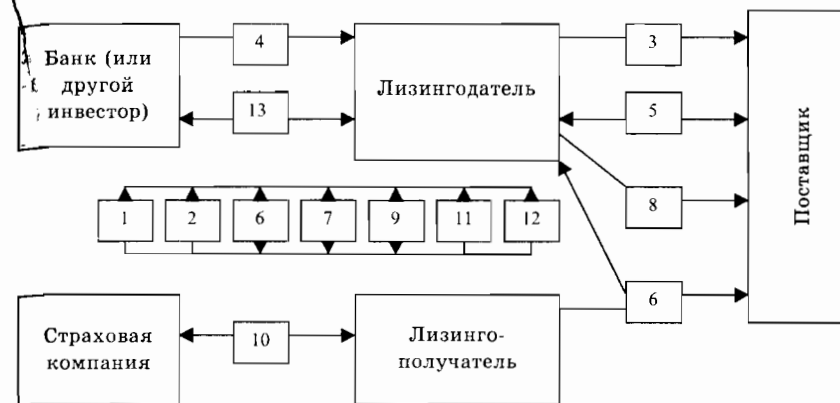 Банк (или
другой
инвестор)
4
13
Лизингодатель
3
5
8
6
Поставщик
1
2
6
7
9
11
12
Страховая
компания
10
Лизинго-
получатель